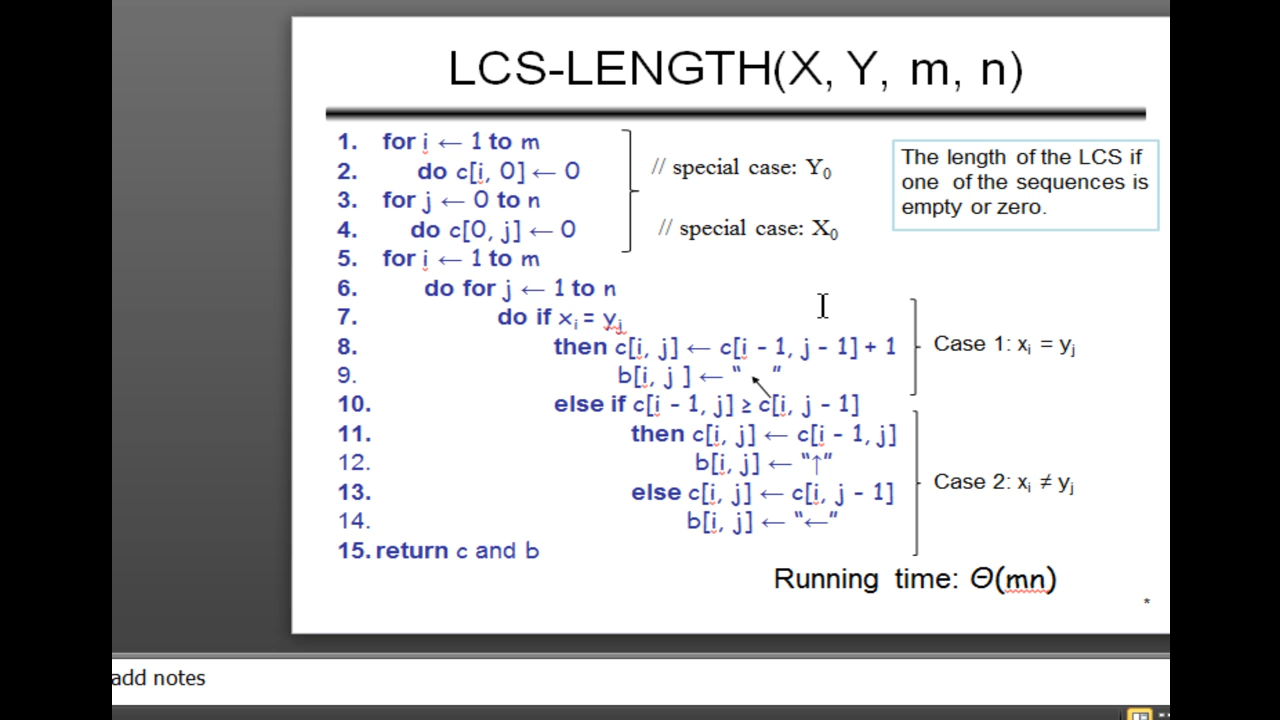 LCS-LENGTH(X, Y, m, n)
1. for i ← 1 to m
2. do c[i, 0] ← 0
3. for j ← 0 to n
4. do c[0, j] ← 0
5. for i ← 1 to m
6. do for j ← 1 to n
7. do if xᵢ = yⱼ
8. then c[i, j] ← c[i - 1, j - 1] + 1
9. b[i, j ] ← “↖”
10. else if c[i - 1, j] ≥ c[i, j - 1]
11. then c[i, j] ← c[i - 1, j]
12. b[i, j] ← “↑”
13. else c[i, j] ← c[i, j - 1]
14. b[i, j] ← “←”
15. return c and b
// special case: Y₀
// special case: X₀
The length of the LCS if
one of the sequences is
empty or zero.
Case 1: xᵢ = yⱼ
Case 2: xᵢ ≠ yⱼ
Running time: Θ(mn)
*
add notes